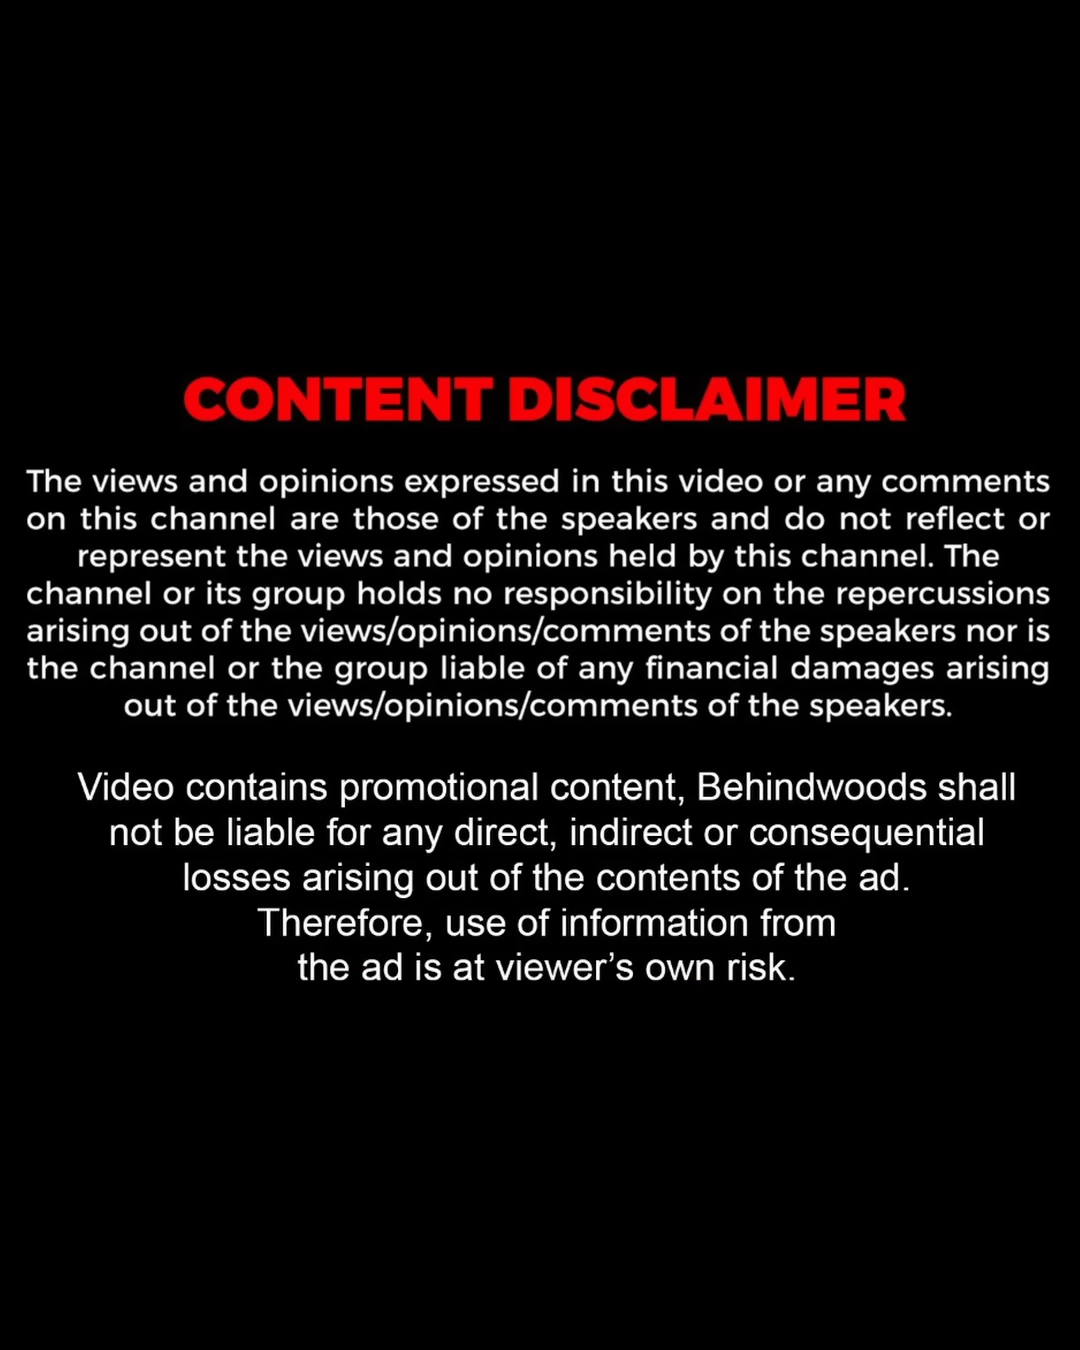 CONTENT DISCLAIMER
The views and opinions expressed in this video or any comments
on this channel are those of the speakers and do not reflect or
represent the views and opinions held by this channel. The
channel or its group holds no responsibility on the repercussions
arising out of the views/opinions/comments of the speakers nor is
the channel or the group liable of any financial damages arising
out of the views/opinions/comments of the speakers.
Video contains promotional content, Behindwoods shall
not be liable for any direct, indirect or consequential
losses arising out of the contents of the ad.
Therefore, use of information from
the ad is at viewer’s own risk.